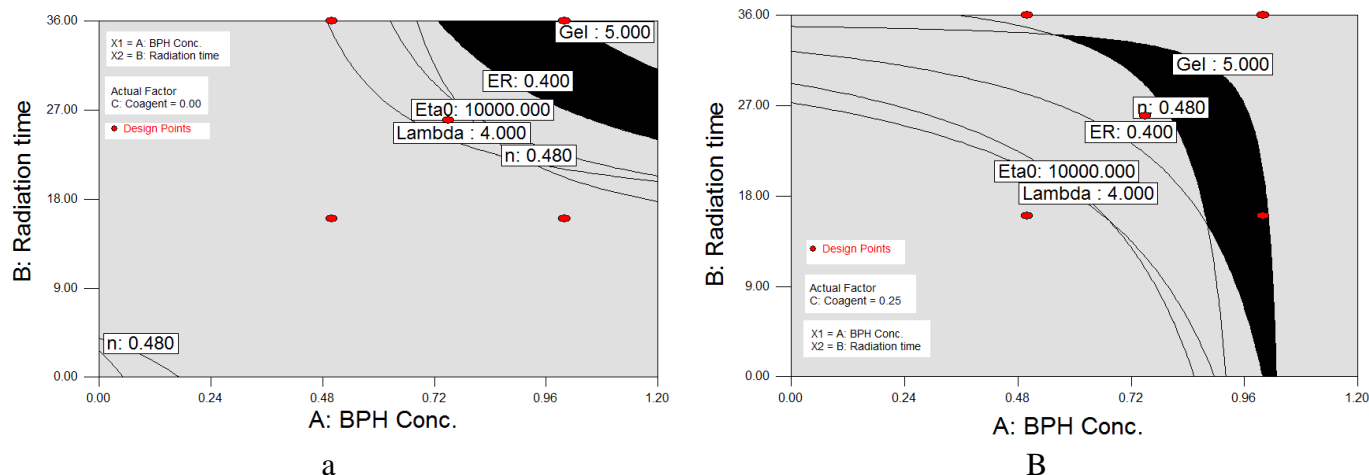 36.00
27.00
18.00
9.00
0.00
B: Radiation time
X1 = A: BPH Conc.
X2 = B: Radiation time
Actual Factor
C: Coagent = 0.00
Design Points
Gel : 5.000
ER: 0.400
Eta0: 10000.000
Lambda : 4.000
n: 0.480
n: 0.480
0.00 0.24 0.48 0.72 0.96 1.20
A: BPH Conc.
a
36.00
27.00
18.00
9.00
0.00
B: Radiation time
Gel : 5.000
n: 0.480
ER: 0.400
Eta0: 10000.000
Lambda : 4.000
Design Points
Actual Factor
C: Coagent = 0.25
X1 = A: BPH Conc.
X2 = B: Radiation time
0.00 0.24 0.48 0.72 0.96 1.20
A: BPH Conc.
B